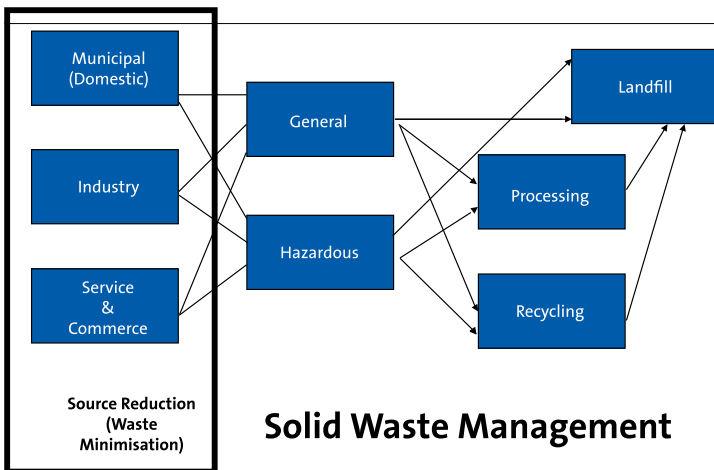 Municipal
(Domestic)
Industry
Service
&
Commerce
General
Hazardous
Landfill
Processing
Recycling
Source Reduction
(Waste
Minimisation)
Solid Waste Management